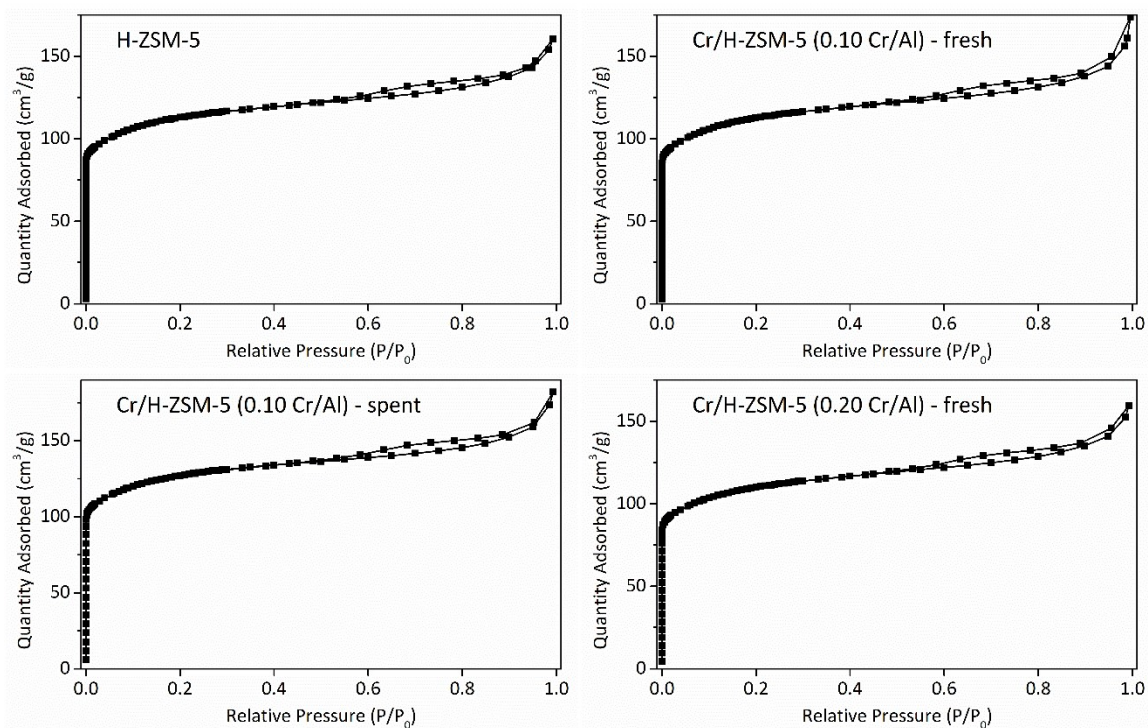 H-ZSM-5
150
100
50
0
Quantity Adsorbed (cm³/g)
0.0 0.2 0.4 0.6 0.8 1.0
Relative Pressure (P/P₀)
Cr/H-ZSM-5 (0.10 Cr/Al) - fresh
150
100
50
0
Quantity Adsorbed (cm³/g)
0.0 0.2 0.4 0.6 0.8 1.0
Relative Pressure (P/P₀)
Cr/H-ZSM-5 (0.10 Cr/Al) - spent
150
100
50
0
Quantity Adsorbed (cm³/g)
0.0 0.2 0.4 0.6 0.8 1.0
Relative Pressure (P/P₀)
Cr/H-ZSM-5 (0.20 Cr/Al) - fresh
150
100
50
0
Quantity Adsorbed (cm³/g)
0.0 0.2 0.4 0.6 0.8 1.0
Relative Pressure (P/P₀)